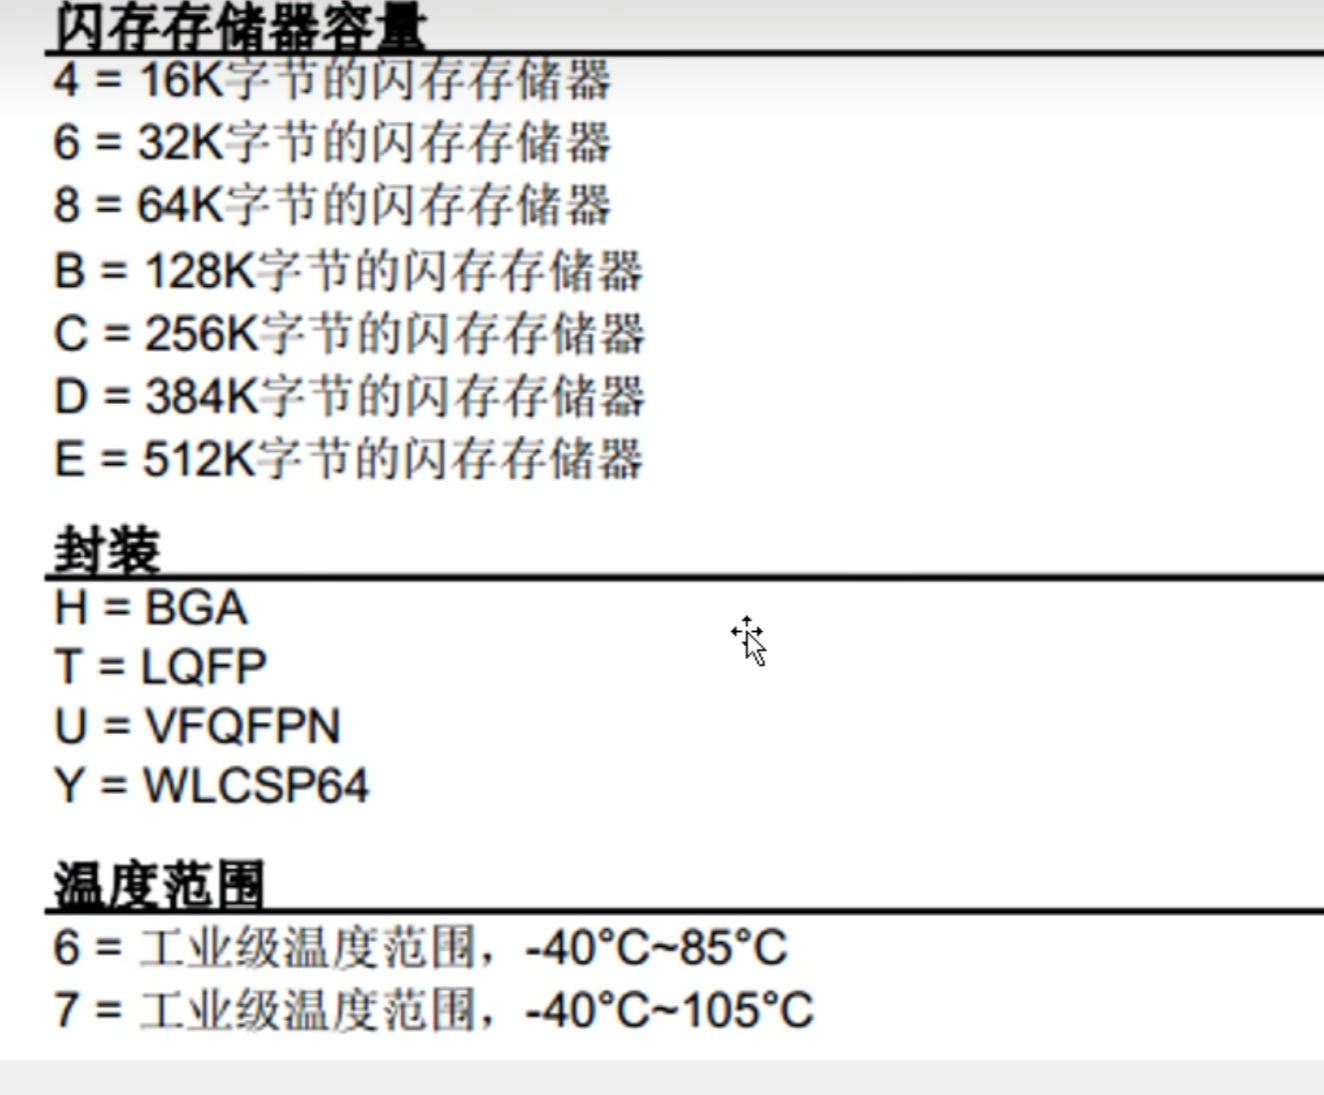 闪存存储器容量
4 = 16K字节的闪存存储器
6 = 32K字节的闪存存储器
8 = 64K字节的闪存存储器
B = 128K字节的闪存存储器
C = 256K字节的闪存存储器
D = 384K字节的闪存存储器
E = 512K字节的闪存存储器
封装
H = BGA
T = LQFP
U = VFQFPN
Y = WLCSP64
温度范围
6 = 工业级温度范围，-40°C~85°C
7 = 工业级温度范围，-40°C~105°C